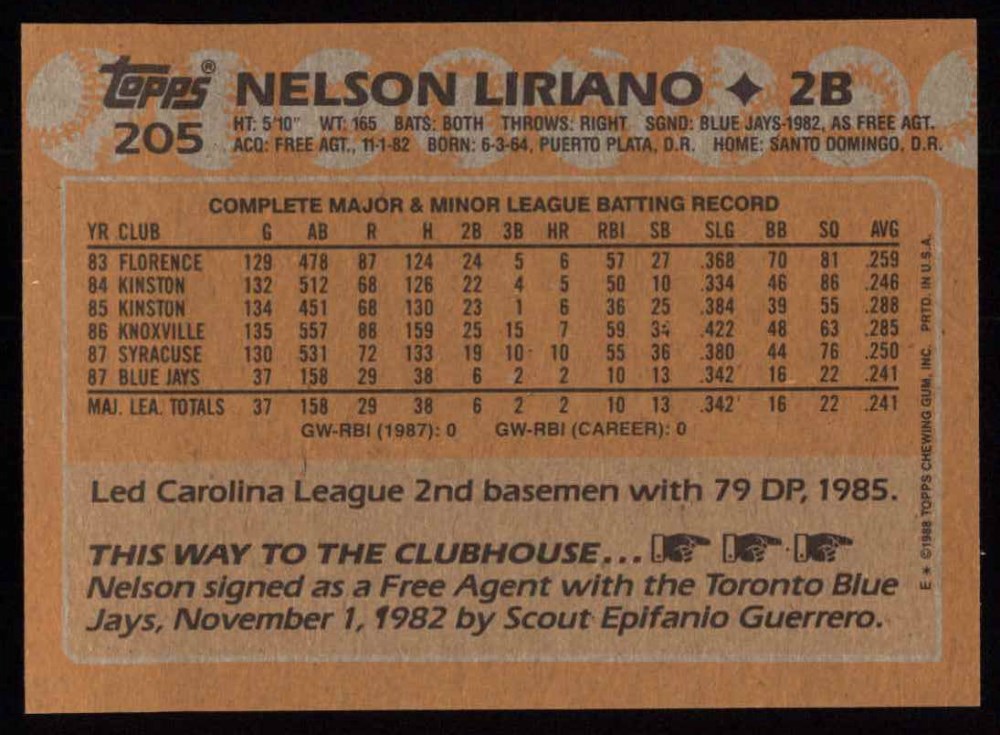 topps® NELSON LIRIANO ✦ 2B
205 HT: 5'10" WT: 165 BATS: BOTH THROWS: RIGHT SGND: BLUE JAYS-1982, AS FREE AGT.
ACQ: FREE AGT., 11-1-82 BORN: 6-3-64, PUERTO PLATA, D.R. HOME: SANTO DOMINGO, D.R.
COMPLETE MAJOR & MINOR LEAGUE BATTING RECORD
YR CLUB G AB R H 2B 3B HR RBI SB SLG BB SO AVG
83 FLORENCE 129 478 87 124 24 5 6 57 27 .368 70 81 .259
84 KINSTON 132 512 68 126 22 4 5 50 10 .334 46 86 .246
85 KINSTON 134 451 68 130 23 1 6 36 25 .384 39 55 .288
86 KNOXVILLE 135 557 88 159 25 15 7 59 .422 48 63 .285
87 SYRACUSE 130 531 72 133 19 10 10 55 36 .380 44 76 .250
87 BLUE JAYS 37 158 29 38 6 2 2 10 13 .342 16 22 .241
MAJ. LEA. TOTALS 37 158 29 38 6 2 2 10 13 .342 16 22 .241
GW-RBI (1987): 0 GW-RBI (CAREER): 0
Led Carolina League 2nd basemen with 79 DP, 1985.
THIS WAY TO THE CLUBHOUSE...
Nelson signed as a Free Agent with the Toronto Blue
Jays, November 1, 1982 by Scout Epifanio Guerrero.
E * ©1988 TOPPS CHEWING GUM, INC. PRTD. IN U.S.A.